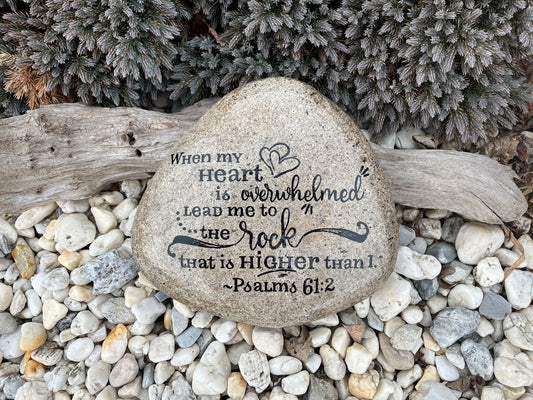 When my
Heart
is overwhelmed
Lead me to
the rock
that is Higher than I."
~Psalms 61:2